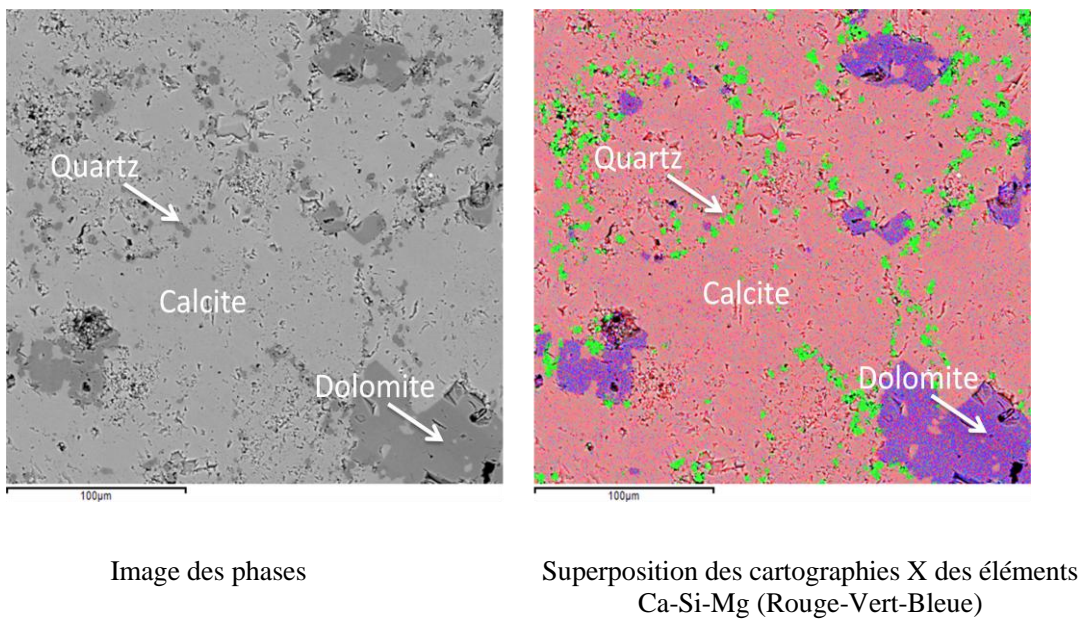 Quartz
Calcite
Dolomite
100µm
Quartz
Calcite
Dolomite
100µm
Image des phases
Superposition des cartographies X des éléments
Ca-Si-Mg (Rouge-Vert-Bleue)